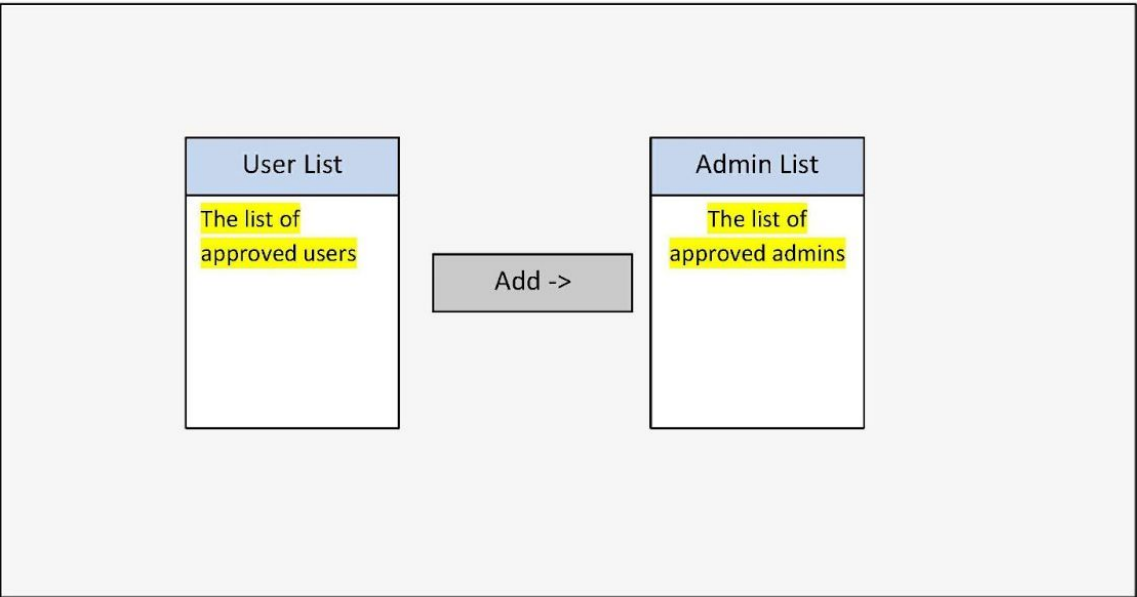 User List
The list of
approved users
Add ->
Admin List
The list of
approved admins